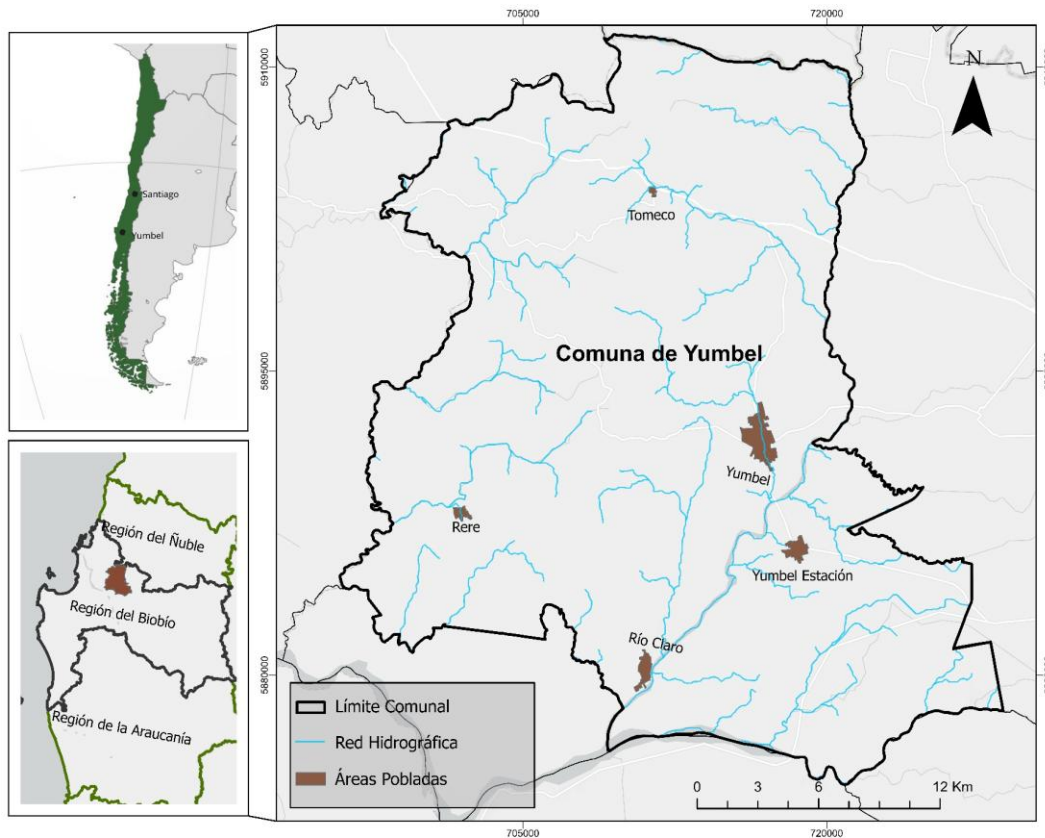 Santiago
Yumbel
Región del Ñuble
Región del Biobío
Región de la Araucanía
705000
720000
5910000
5895000
5880000
N
Tomeco
Comuna de Yumbel
Yumbel
Rere
Yumbel Estación
Río Claro
Límite Comunal
Red Hidrográfica
Áreas Pobladas
0 3 6 12 Km
705000
720000